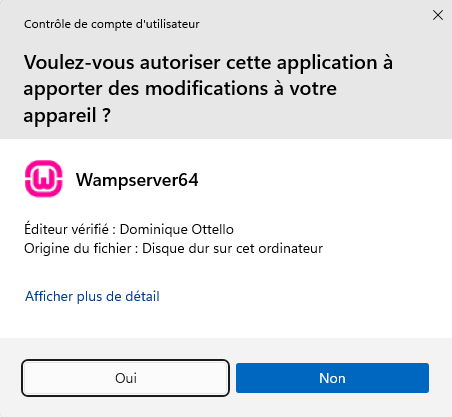 Contrôle de compte d'utilisateur
Voulez-vous autoriser cette application à
apporter des modifications à votre
appareil ?
Wampserver64
Éditeur vérifié : Dominique Ottello
Origine du fichier : Disque dur sur cet ordinateur
Afficher plus de détail
Oui
Non